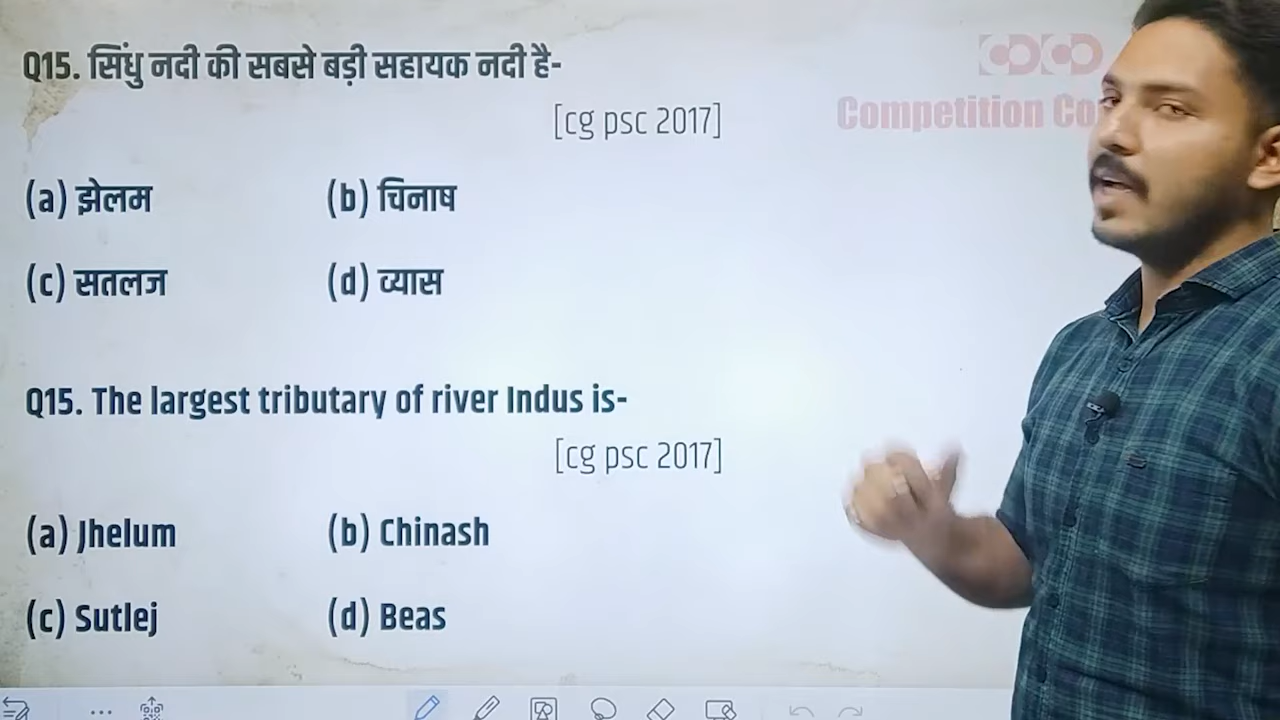 Q15. सिंधु नदी की सबसे बड़ी सहायक नदी है-
[cg psc 2017]
(a) झेलम (b) चिनाष
(c) सतलज (d) व्यास
Q15. The largest tributary of river Indus is-
[cg psc 2017]
(a) Jhelum (b) Chinash
(c) Sutlej (d) Beas
Competition